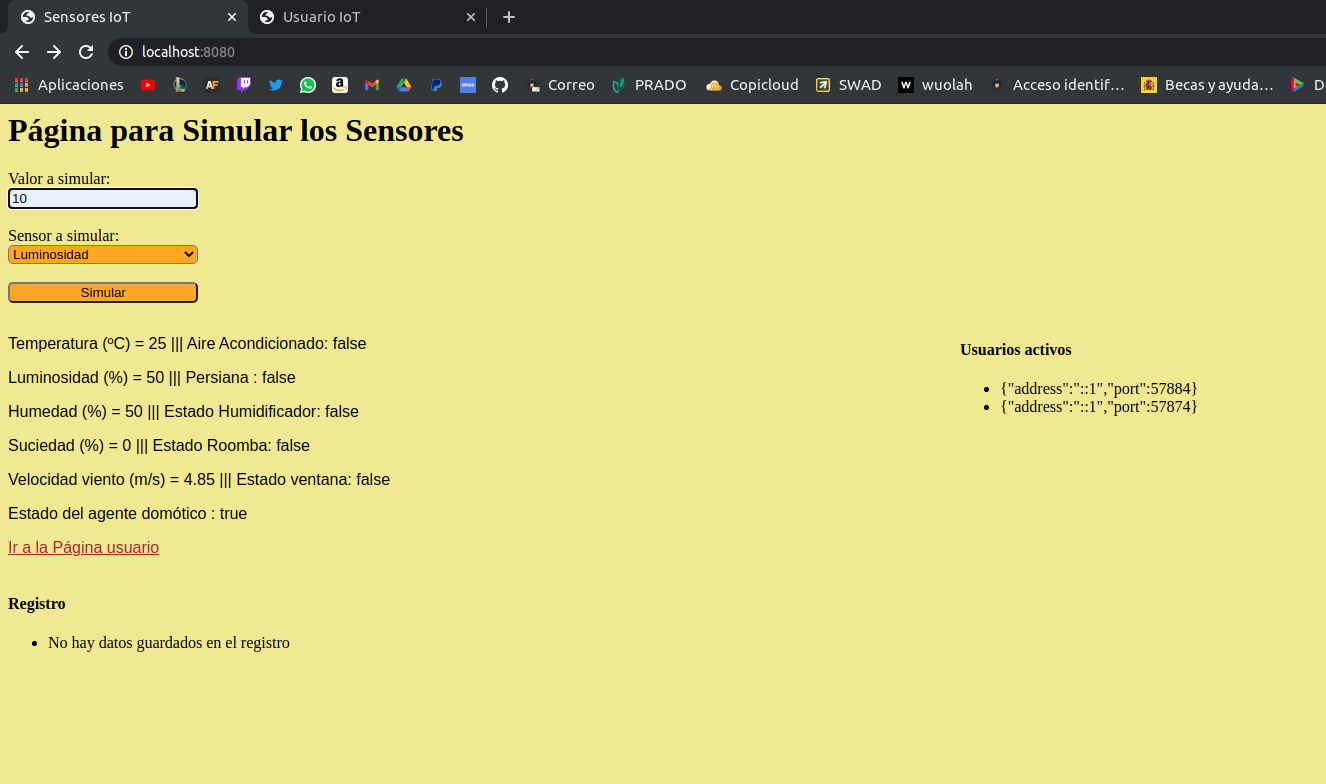 Sensores IoT
Usuario IoT
localhost:8080
Aplicaciones
AF
Correo
PRADO
Copicloud
SWAD
w wuolah
Acceso identif...
Becas y ayuda...
D
Página para Simular los Sensores
Valor a simular:
10
Sensor a simular:
Luminosidad
Simular
Temperatura (ºC) = 25 ||| Aire Acondicionado: false
Luminosidad (%) = 50 ||| Persiana : false
Humedad (%) = 50 ||| Estado Humidificador: false
Suciedad (%) = 0 ||| Estado Roomba: false
Velocidad viento (m/s) = 4.85 ||| Estado ventana: false
Estado del agente domótico : true
Ir a la Página usuario
Usuarios activos
{"address":"::1","port":57884}
{"address":"::1","port":57874}
Registro
No hay datos guardados en el registro